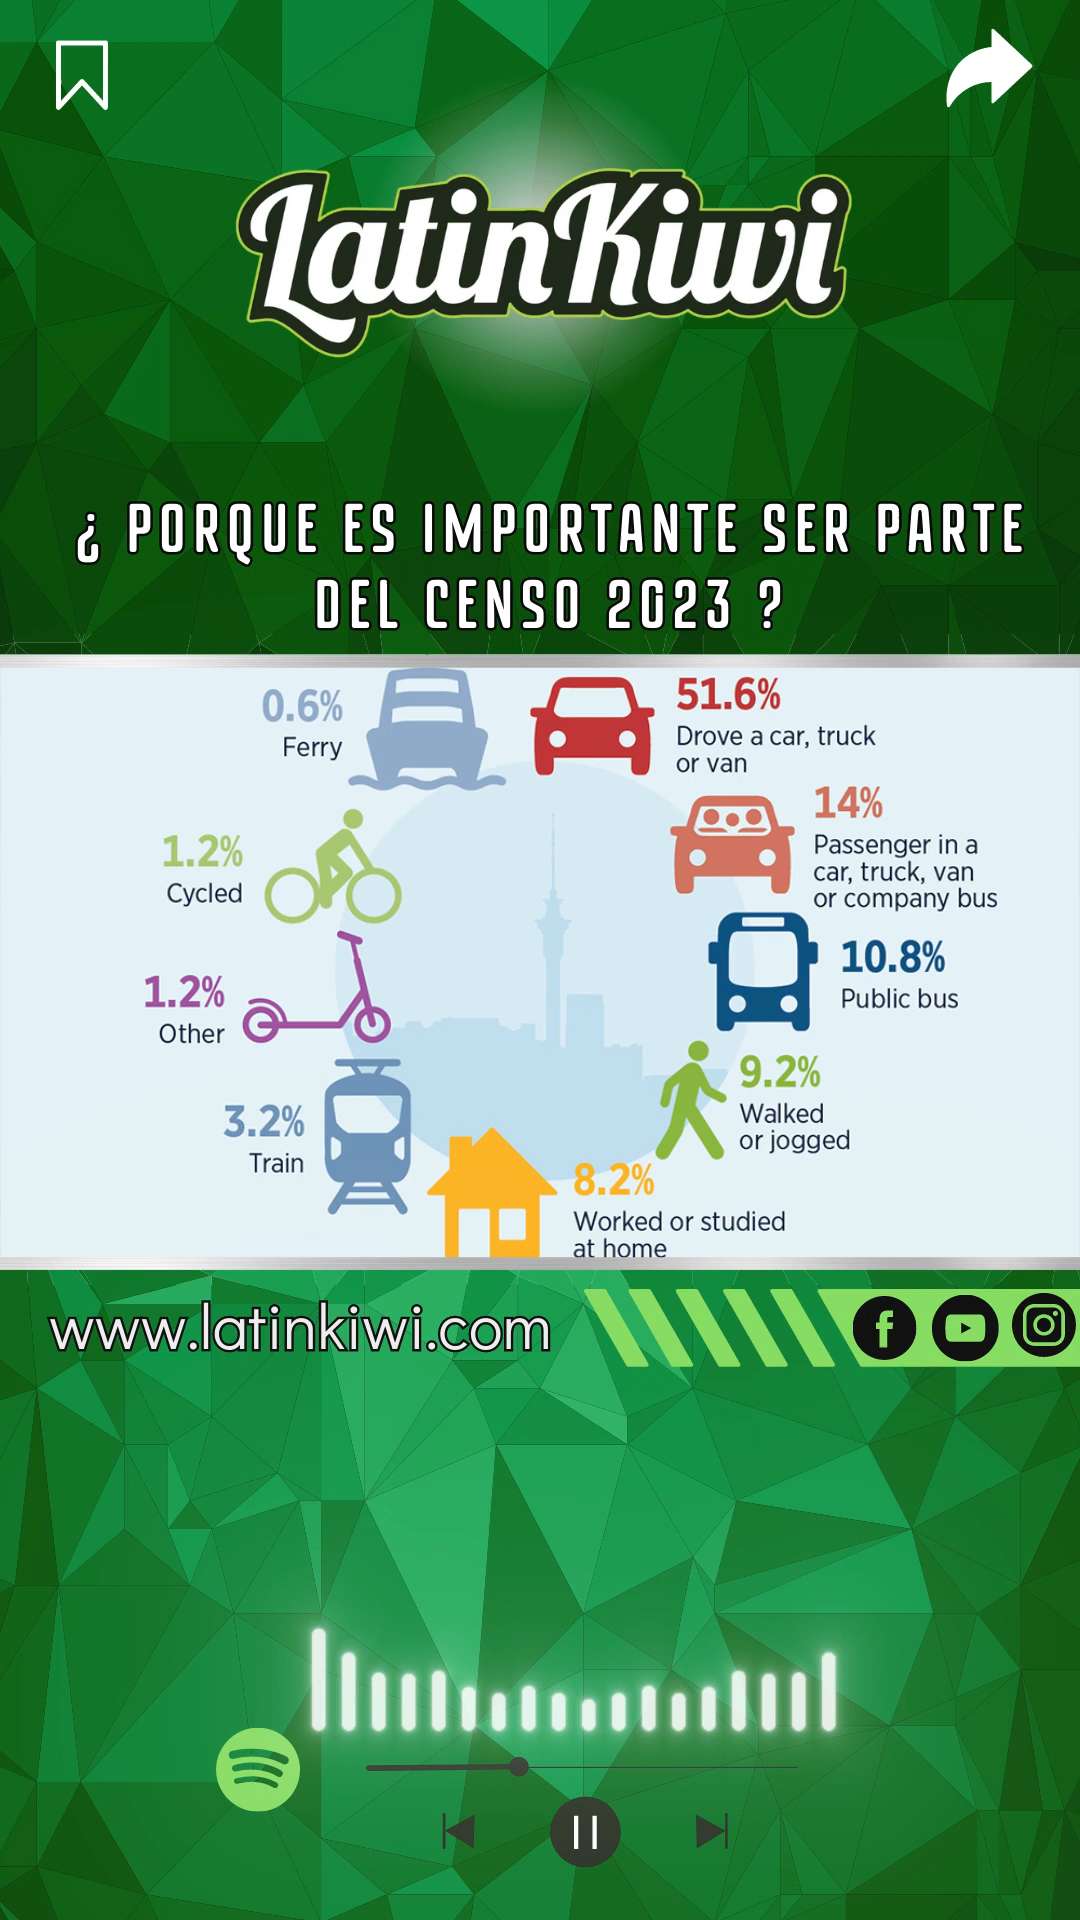 LatinKiwi
¿ PORQUE ES IMPORTANTE SER PARTE
DEL CENSO 2023 ?
0.6%
Ferry
51.6%
Drove a car, truck
or van
14%
Passenger in a
car, truck, van
or company bus
1.2%
Cycled
10.8%
Public bus
1.2%
Other
9.2%
Walked
or jogged
3.2%
Train
8.2%
Worked or studied
at home
www.latinkiwi.com